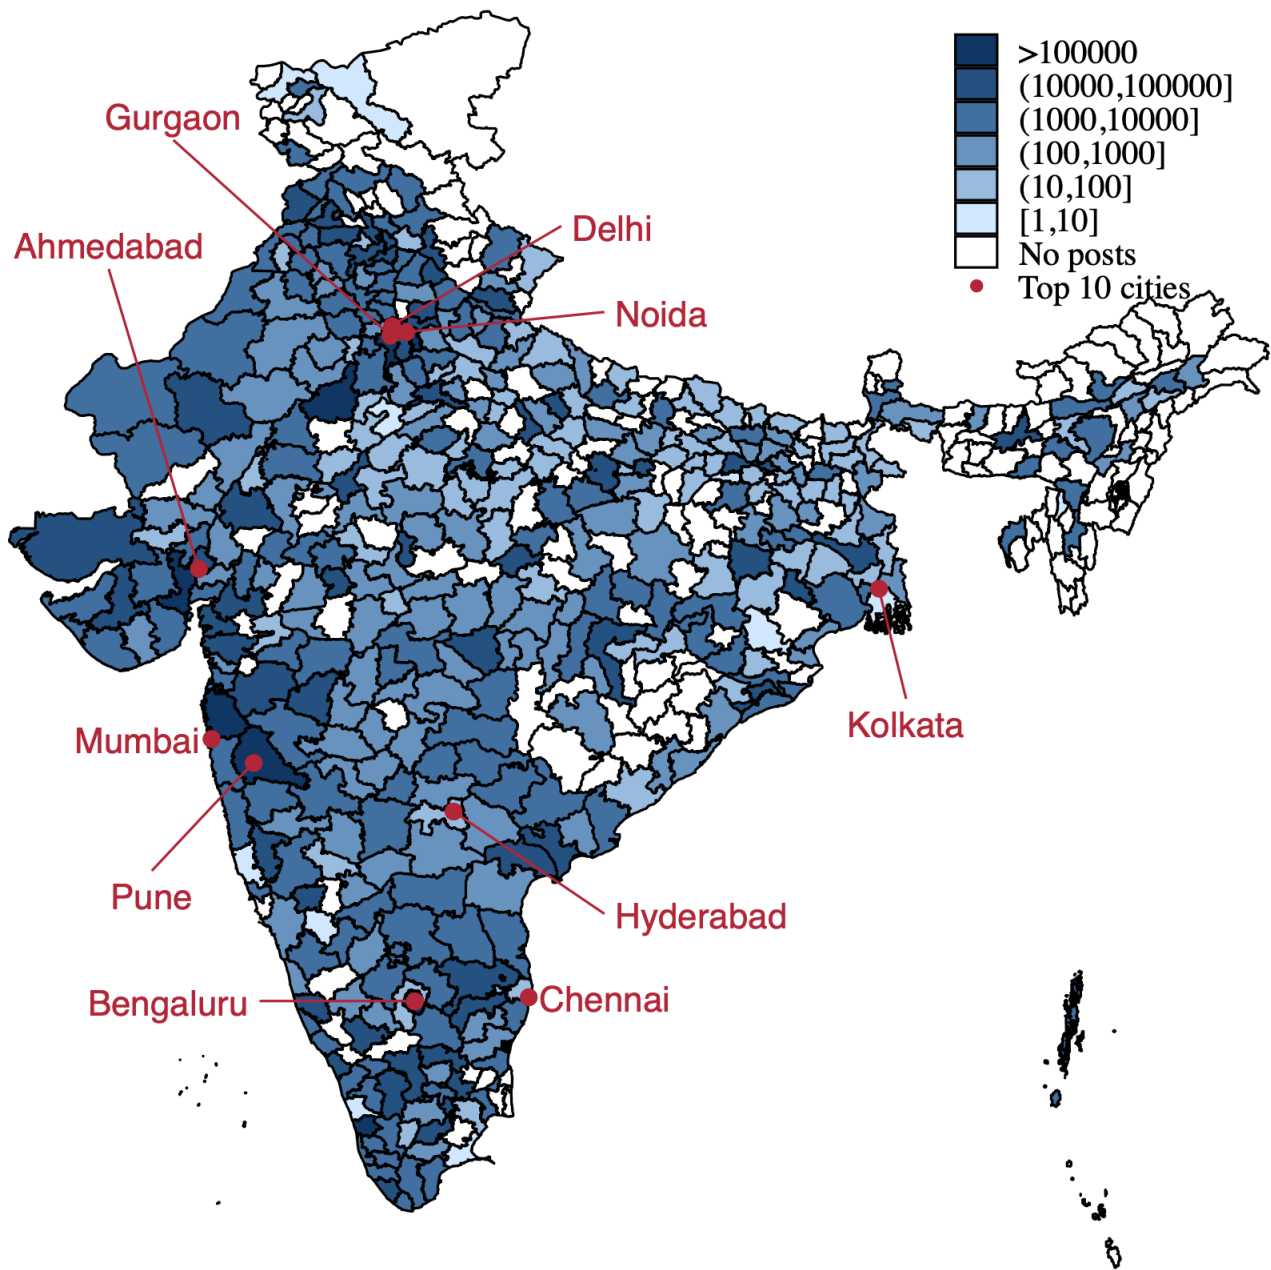 >100000
(10000,100000]
(1000,10000]
(100,1000]
(10,100]
[1,10]
No posts
Top 10 cities
Gurgaon
Delhi
Ahmedabad
Noida
Mumbai
Kolkata
Pune
Hyderabad
Bengaluru
Chennai